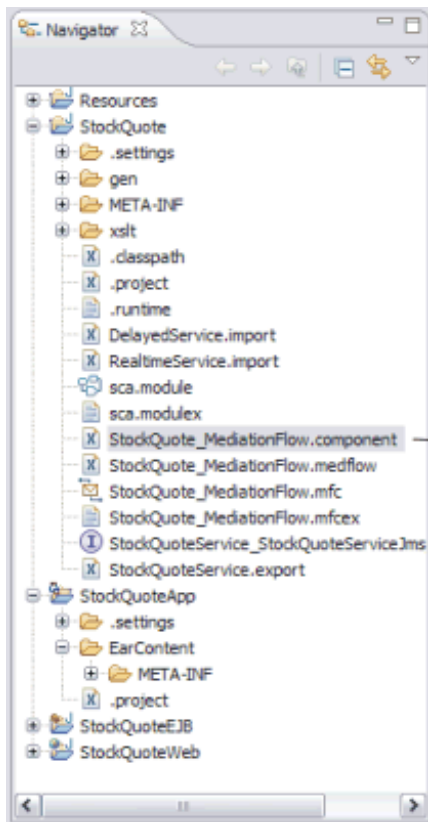 Navigator
Resources
StockQuote
.settings
gen
META-INF
xslt
.classpath
.project
.runtime
DelayedService.import
RealtimeService.import
sca.module
sca.modulex
StockQuote_MediationFlow.component
StockQuote_MediationFlow.medflow
StockQuote_MediationFlow.mfc
StockQuote_MediationFlow.mfcex
StockQuoteService_StockQuoteServiceJms
StockQuoteService.export
StockQuoteApp
.settings
EarContent
META-INF
.project
StockQuoteEJB
StockQuoteWeb